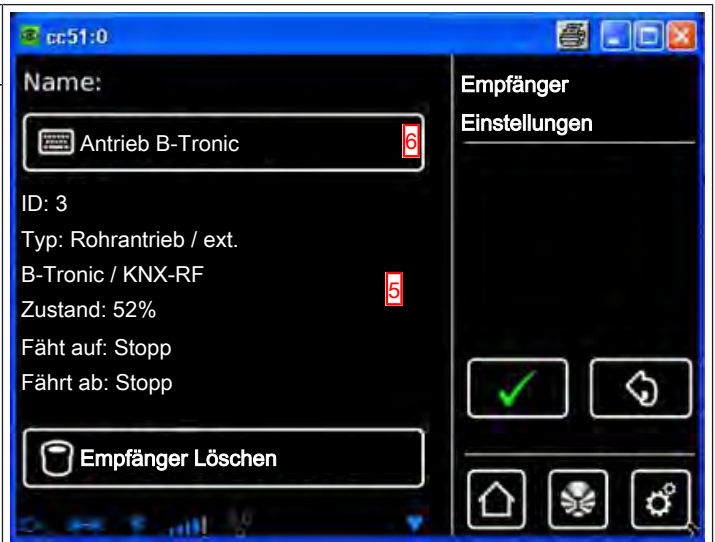 cc51:0
Name:
Antrieb B-Tronic 6
ID: 3
Typ: Rohrantrieb / ext.
B-Tronic / KNX-RF
5
Zustand: 52%
Fäht auf: Stopp
Fährt ab: Stopp
Empfänger Löschen
Empfänger
Einstellungen